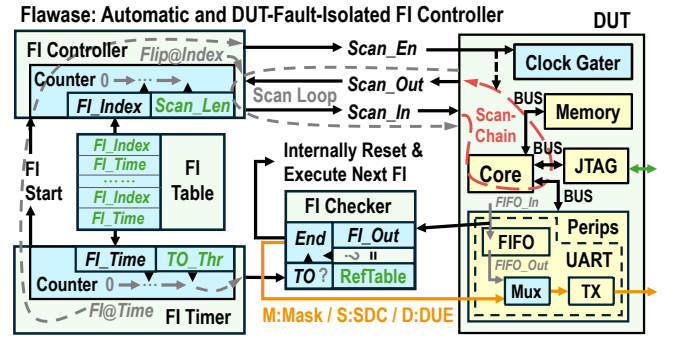 Flawase: Automatic and DUT-Fault-Isolated FI Controller
DUT
FI Controller
Flip@Index
Counter 0 → ··· →
FI_Index
Scan_Len
Scan_En
Scan_Out
Scan Loop
Scan_In
Clock Gater
BUS
Memory
Scan-
Chain
BUS
Core
JTAG
BUS
FI
Start
FI_Index
FI_Time
······
FI_Index
FI_Time
FI
Table
Internally Reset &
Execute Next FI
FI Checker
End
FI_Out
=?
TO?
RefTable
FI_Time
TO_Thr
Counter 0 → ··· →
FI@Time
FI Timer
M:Mask / S:SDC / D:DUE
FIFO_In
Perips
FIFO
UART
FIFO_Out
Mux
TX